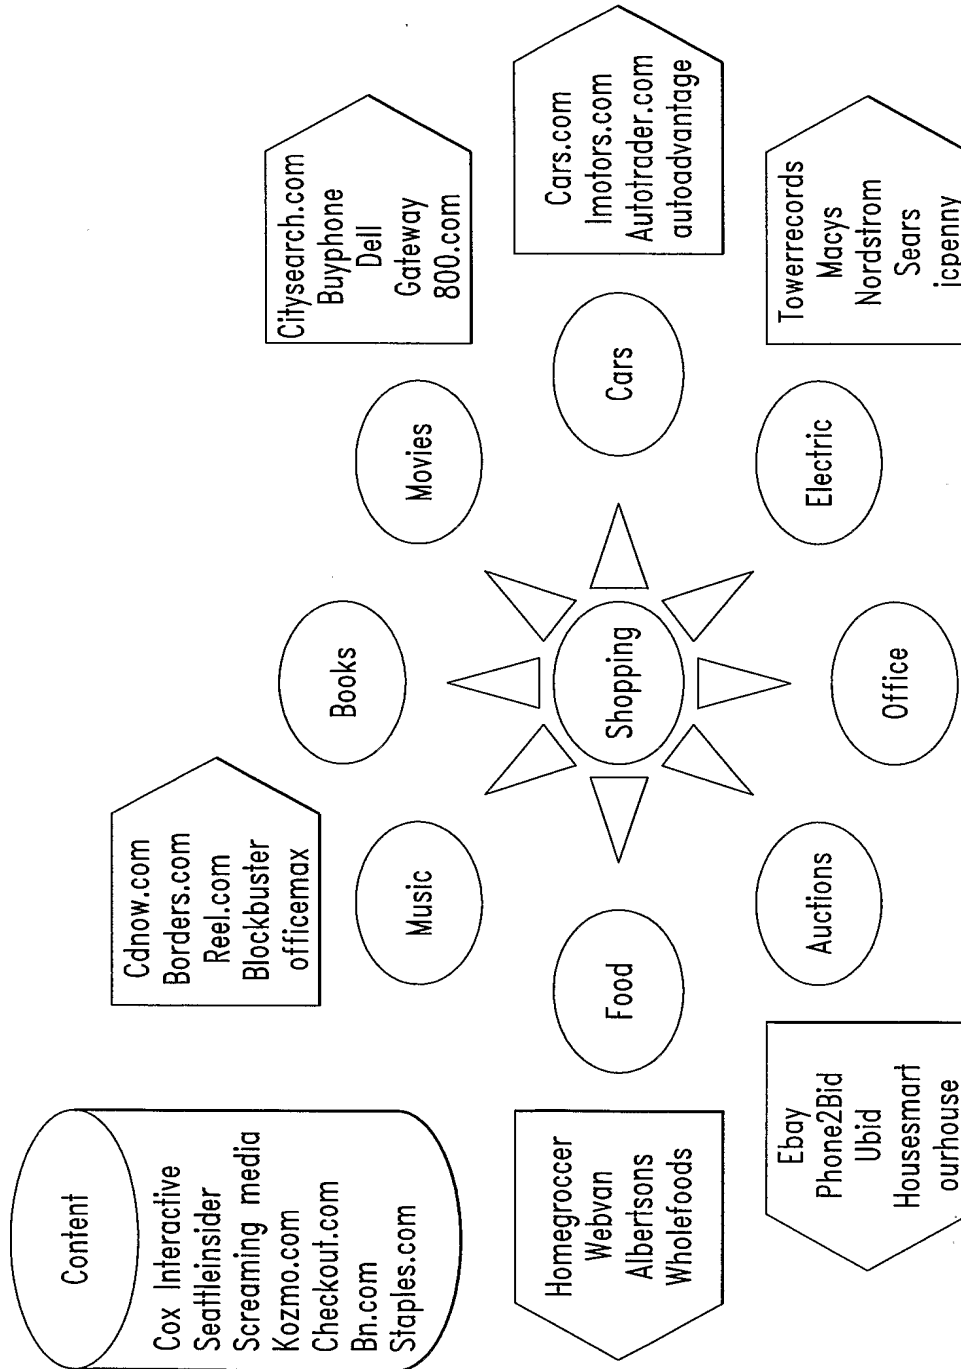 Content
Cox Interactive
Seattleinsider
Screaming media
Kozmo.com
Checkout.com
Bn.com
Staples.com
Cdnow.com
Borders.com
Reel.com
Blockbuster
officemax
Citysearch.com
Buyphone
Dell
Gateway
800.com
Books
Music
Movies
Homegroccer
Webvan
Albertsons
Wholefoods
Food
Shopping
Cars
Cars.com
Imotors.com
Autotrader.com
autoadvantage
Auctions
Electric
Office
Ebay
Phone2Bid
Ubid
Housesmart
ourhouse
Towerrecords
Macys
Nordstrom
Sears
jcpenny